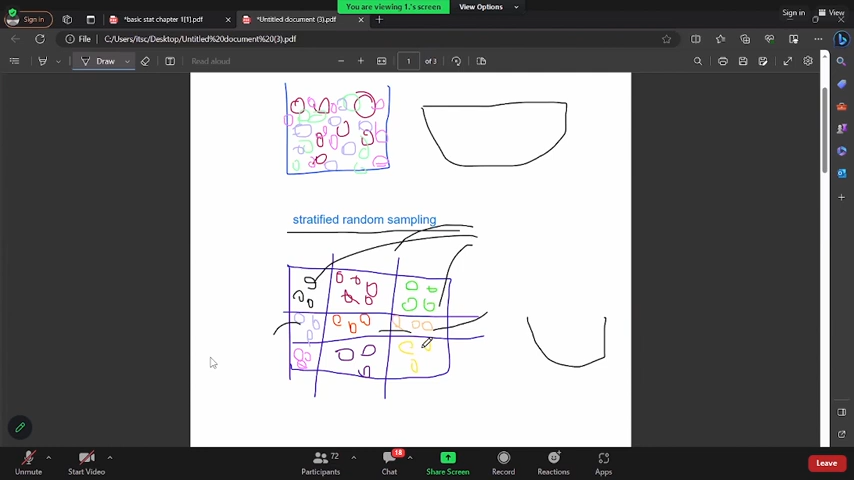 You are viewing 1.'s screen
View Options
Sign in
*basic stat chapter 1[1].pdf
*Untitled document (3).pdf
Sign in
View
File
C:/Users/itsc/Desktop/Untitled%20document%20(3).pdf
Draw
Read aloud
1
of 3
stratified random sampling
72
18
Unmute
Start Video
Participants
Chat
Share Screen
Record
Reactions
Apps
Leave